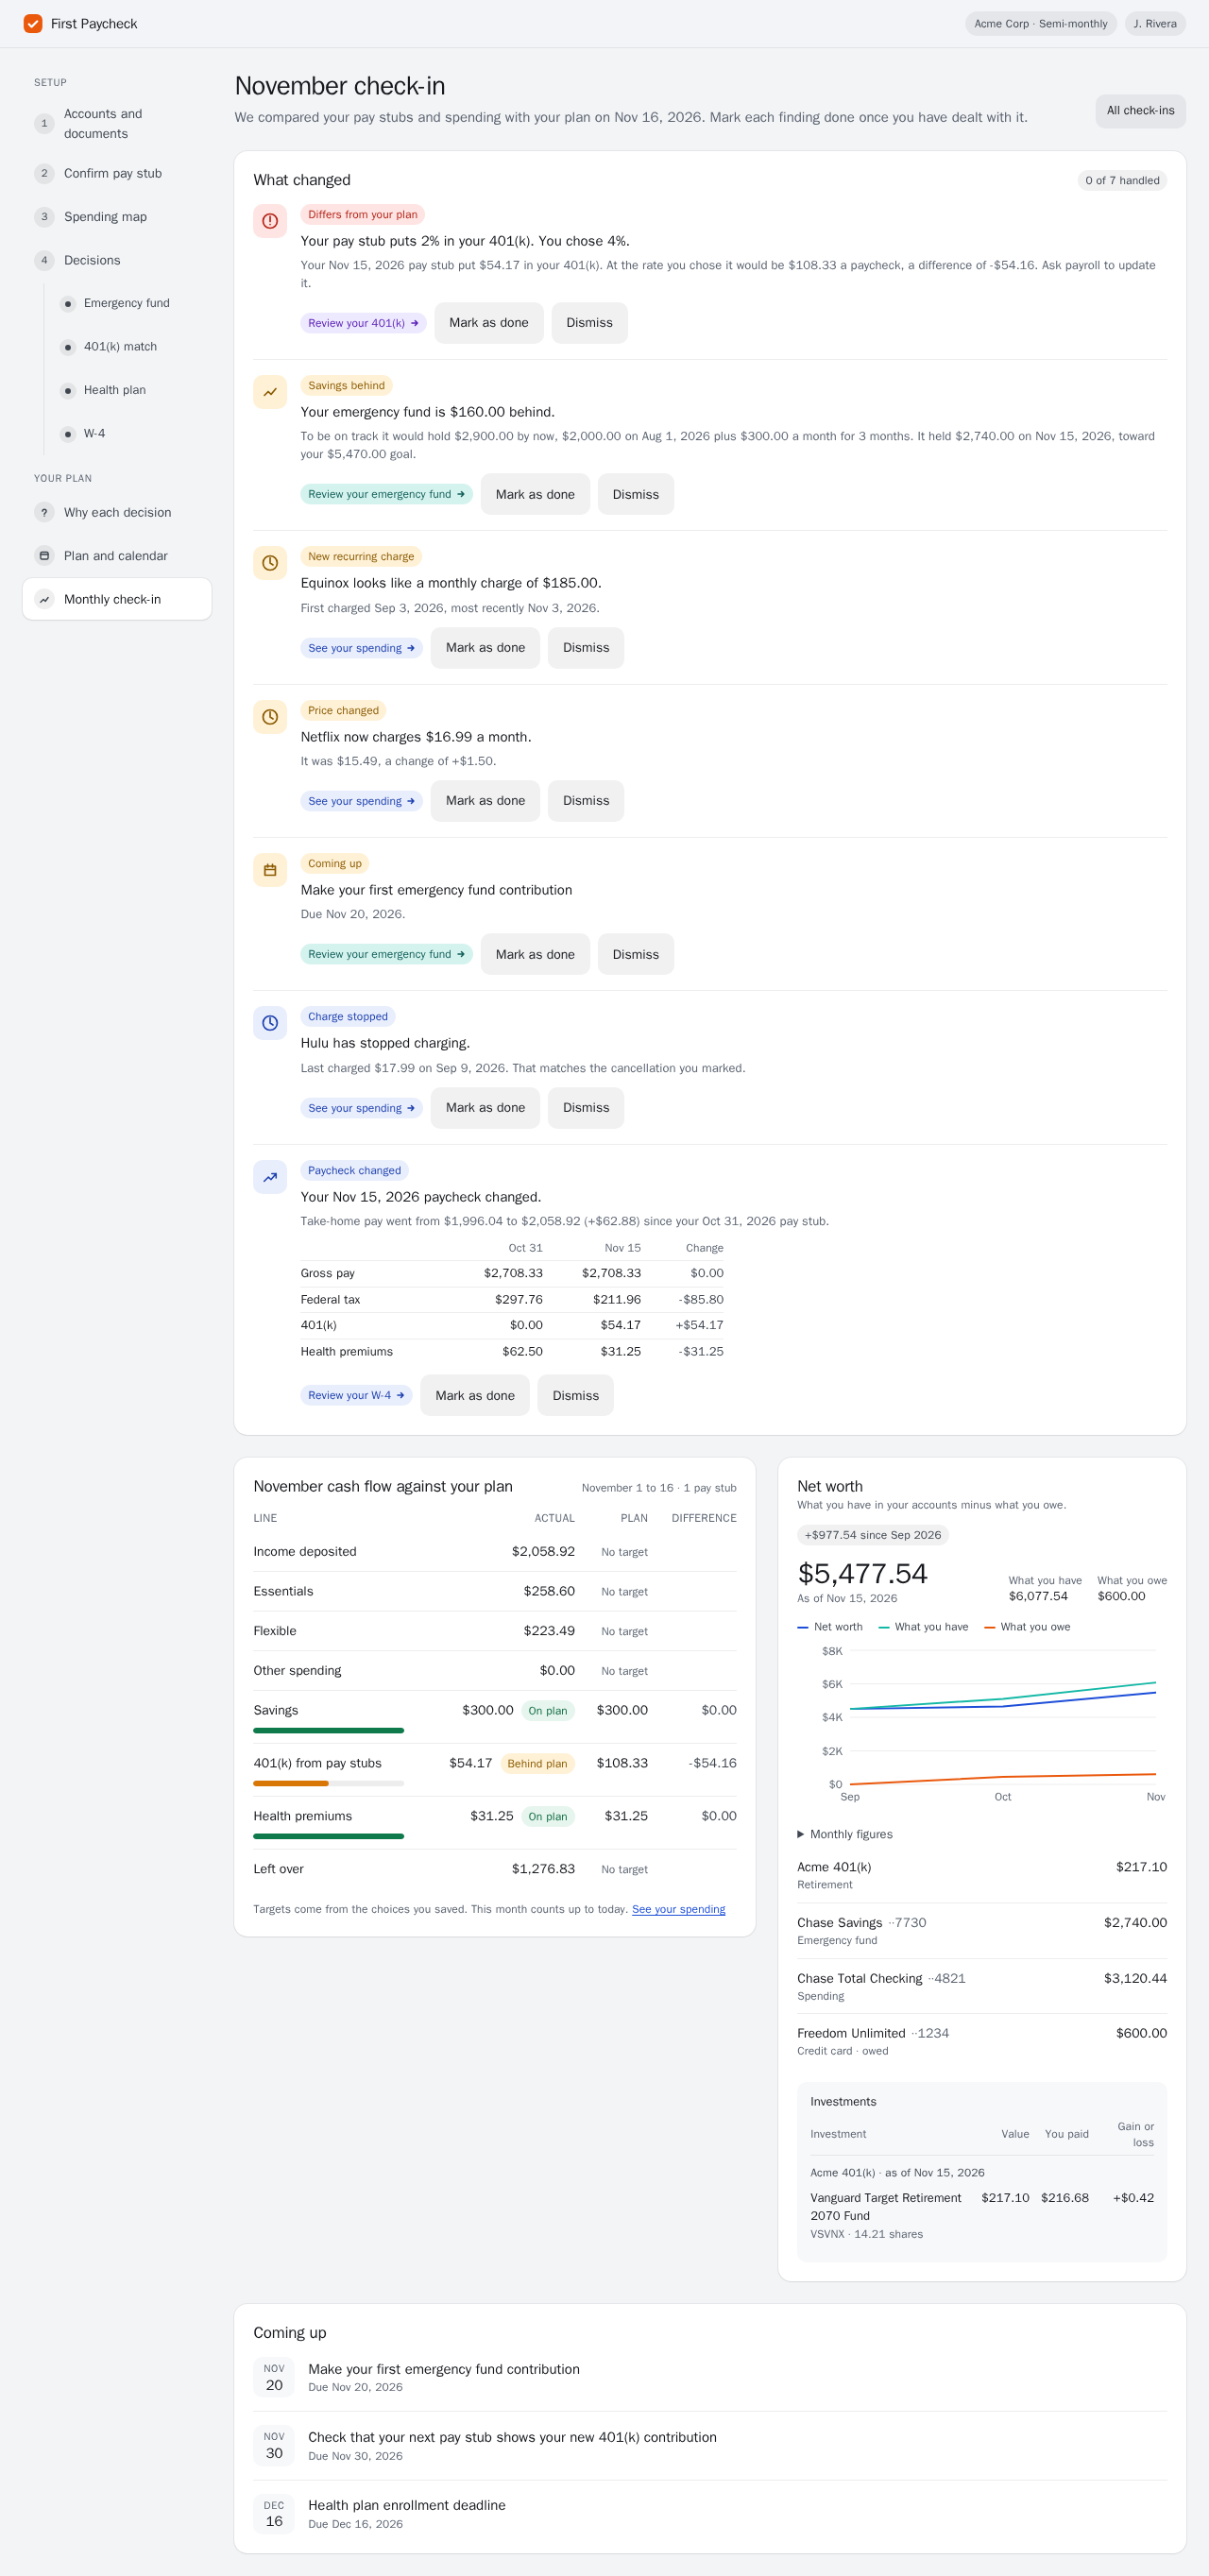 First Paycheck
Acme Corp · Semi-monthly
J. Rivera
SETUP
1
Accounts and
documents
2
Confirm pay stub
3
Spending map
4
Decisions
Emergency fund
401(k) match
Health plan
W-4
YOUR PLAN
?
Why each decision
Plan and calendar
Monthly check-in
November check-in
We compared your pay stubs and spending with your plan on Nov 16, 2026. Mark each finding done once you have dealt with it.
All check-ins
What changed
0 of 7 handled
Differs from your plan
Your pay stub puts 2% in your 401(k). You chose 4%.
Your Nov 15, 2026 pay stub put $54.17 in your 401(k). At the rate you chose it would be $108.33 a paycheck, a difference of -$54.16. Ask payroll to update
it.
Review your 401(k) → Mark as done Dismiss
Savings behind
Your emergency fund is $160.00 behind.
To be on track it would hold $2,900.00 by now, $2,000.00 on Aug 1, 2026 plus $300.00 a month for 3 months. It held $2,740.00 on Nov 15, 2026, toward
your $5,470.00 goal.
Review your emergency fund → Mark as done Dismiss
New recurring charge
Equinox looks like a monthly charge of $185.00.
First charged Sep 3, 2026, most recently Nov 3, 2026.
See your spending → Mark as done Dismiss
Price changed
Netflix now charges $16.99 a month.
It was $15.49, a change of +$1.50.
See your spending → Mark as done Dismiss
Coming up
Make your first emergency fund contribution
Due Nov 20, 2026.
Review your emergency fund → Mark as done Dismiss
Charge stopped
Hulu has stopped charging.
Last charged $17.99 on Sep 9, 2026. That matches the cancellation you marked.
See your spending → Mark as done Dismiss
Paycheck changed
Your Nov 15, 2026 paycheck changed.
Take-home pay went from $1,996.04 to $2,058.92 (+$62.88) since your Oct 31, 2026 pay stub.
Oct 31 Nov 15 Change
Gross pay $2,708.33 $2,708.33 $0.00
Federal tax $297.76 $211.96 -$85.80
401(k) $0.00 $54.17 +$54.17
Health premiums $62.50 $31.25 -$31.25
Review your W-4 → Mark as done Dismiss
November cash flow against your plan
November 1 to 16 · 1 pay stub
LINE ACTUAL PLAN DIFFERENCE
Income deposited $2,058.92 No target
Essentials $258.60 No target
Flexible $223.49 No target
Other spending $0.00 No target
Savings $300.00 On plan $300.00 $0.00
401(k) from pay stubs $54.17 Behind plan $108.33 -$54.16
Health premiums $31.25 On plan $31.25 $0.00
Left over $1,276.83 No target
Targets come from the choices you saved. This month counts up to today. See your spending
Net worth
What you have in your accounts minus what you owe.
+$977.54 since Sep 2026
$5,477.54
As of Nov 15, 2026
What you have
$6,077.54
What you owe
$600.00
Net worth What you have What you owe
$8K
$6K
$4K
$2K
$0
Sep Oct Nov
Monthly figures
Acme 401(k) $217.10
Retirement
Chase Savings ··7730 $2,740.00
Emergency fund
Chase Total Checking ··4821 $3,120.44
Spending
Freedom Unlimited ··1234 $600.00
Credit card · owed
Investments
Investment Value You paid Gain or loss
Acme 401(k) · as of Nov 15, 2026
Vanguard Target Retirement $217.10 $216.68 +$0.42
2070 Fund
VSVNX · 14.21 shares
Coming up
NOV
20
Make your first emergency fund contribution
Due Nov 20, 2026
NOV
30
Check that your next pay stub shows your new 401(k) contribution
Due Nov 30, 2026
DEC
16
Health plan enrollment deadline
Due Dec 16, 2026